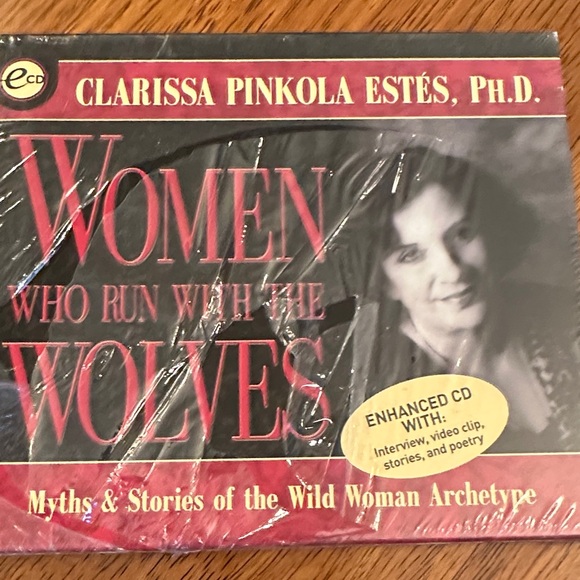 eCD
CLARISSA PINKOLA ESTÉS, PH.D.
WOMEN
WHO RUN WITH THE
WOLVES
ENHANCED CD
WITH:
Interview, video clip,
stories, and poetry
Myths & Stories of the Wild Woman Archetype